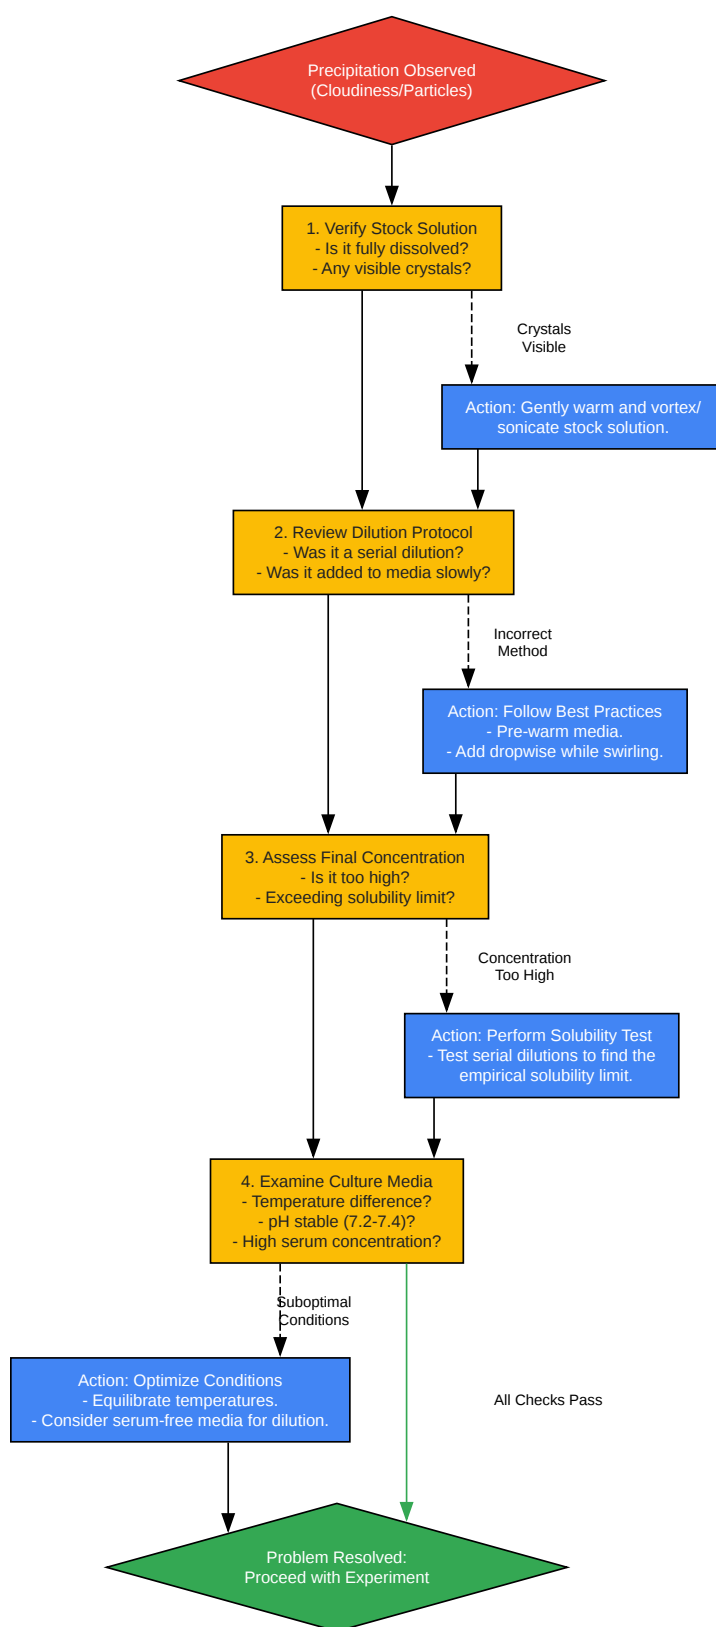 Precipitation Observed
(Cloudiness/Particles)
1. Verify Stock Solution
- Is it fully dissolved?
- Any visible crystals?
Crystals
Visible
Action: Gently warm and vortex/
sonicate stock solution.
2. Review Dilution Protocol
- Was it a serial dilution?
- Was it added to media slowly?
Incorrect
Method
Action: Follow Best Practices
- Pre-warm media.
- Add dropwise while swirling.
3. Assess Final Concentration
- Is it too high?
- Exceeding solubility limit?
Concentration
Too High
Action: Perform Solubility Test
- Test serial dilutions to find the
empirical solubility limit.
4. Examine Culture Media
- Temperature difference?
- pH stable (7.2-7.4)?
- High serum concentration?
Suboptimal
Conditions
Action: Optimize Conditions
- Equilibrate temperatures.
- Consider serum-free media for dilution.
All Checks Pass
Problem Resolved:
Proceed with Experiment